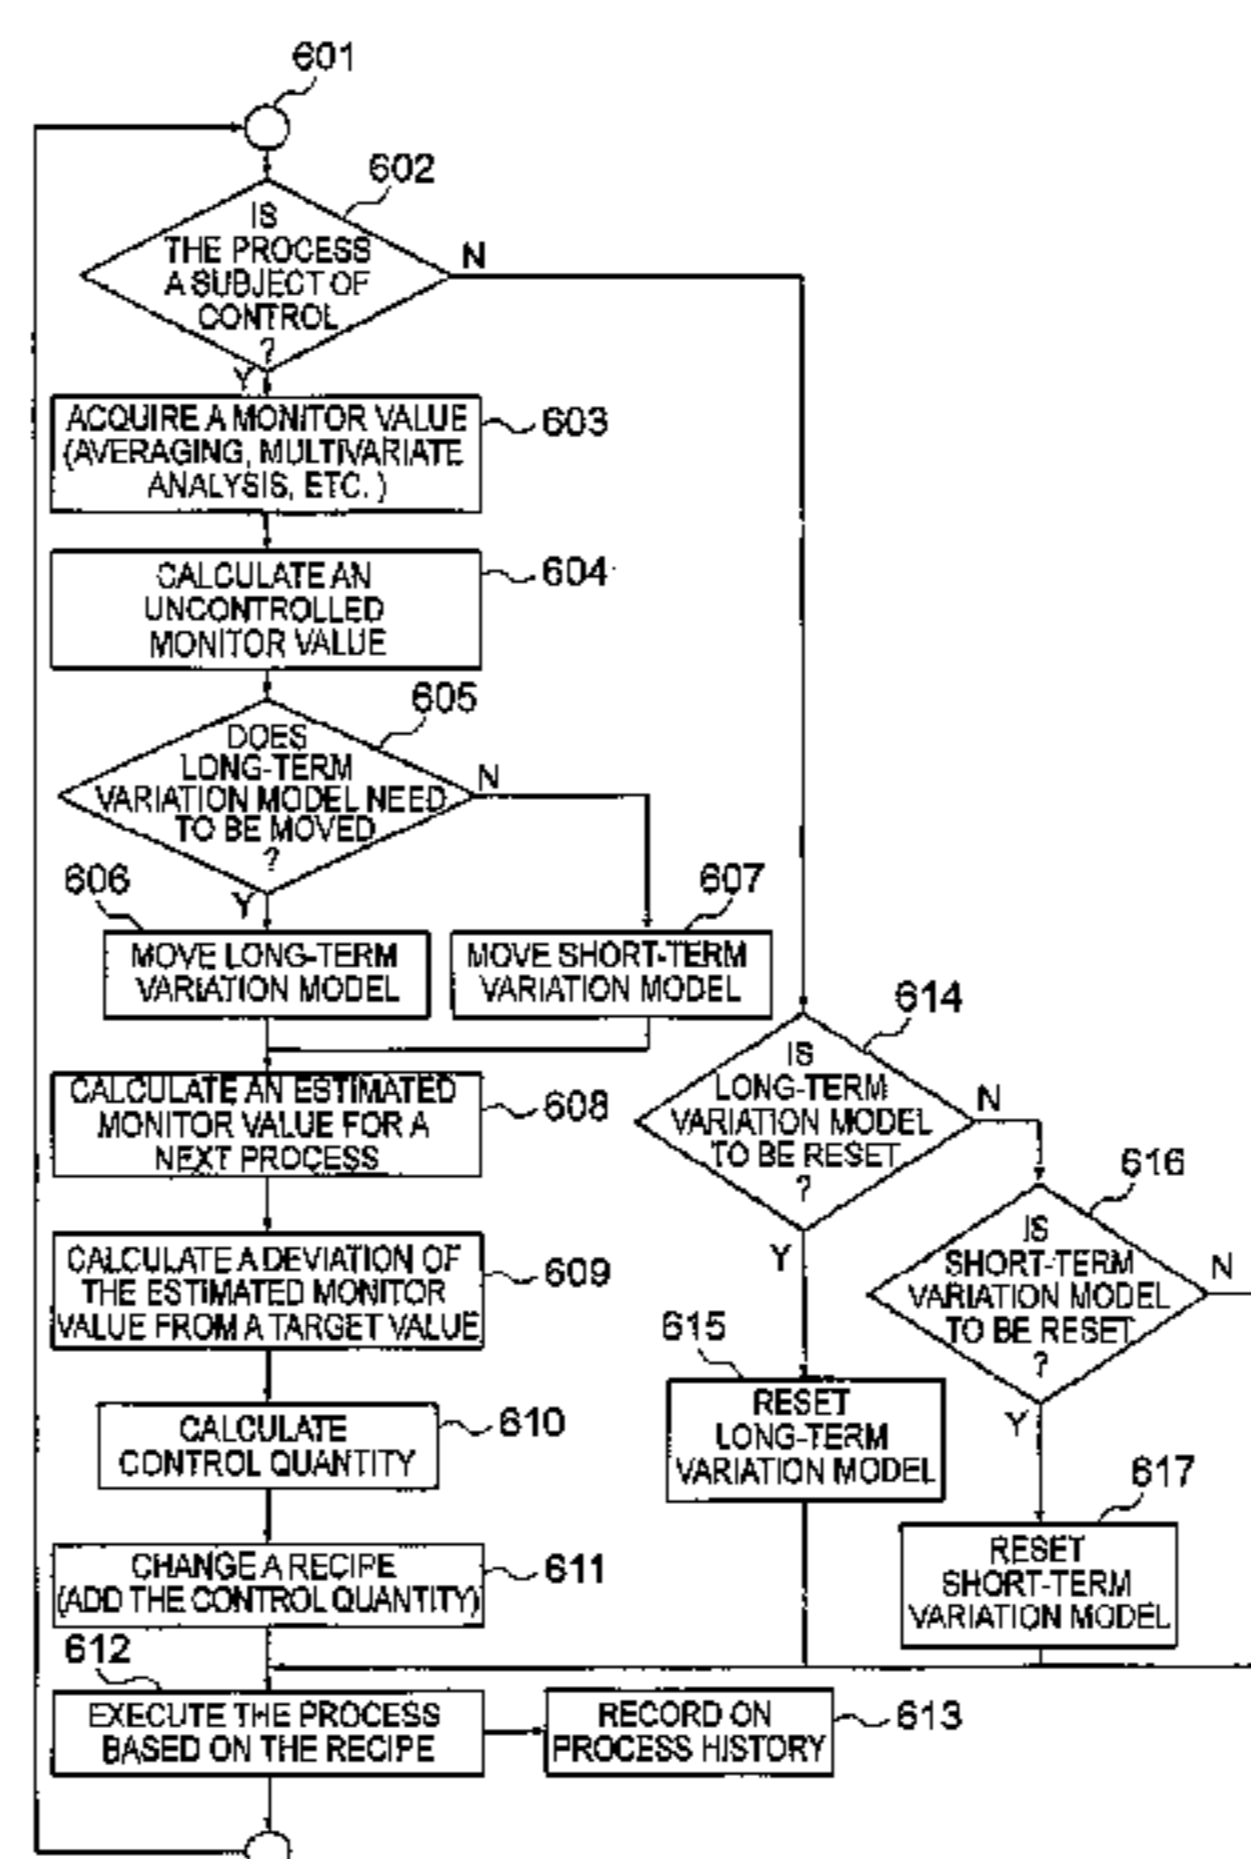 601
602
IS
THE PROCESS
A SUBJECT OF
CONTROL
?
N
Y
ACQUIRE A MONITOR VALUE
(AVERAGING, MULTIVARIATE
ANALYSIS, ETC. )
603
CALCULATE AN
UNCONTROLLED
MONITOR VALUE
604
605
DOES
LONG-TERM
VARIATION MODEL NEED
TO BE MOVED
?
N
Y
606
MOVE LONG-TERM
VARIATION MODEL
607
MOVE SHORT-TERM
VARIATION MODEL
CALCULATE AN ESTIMATED
MONITOR VALUE FOR A
NEXT PROCESS
608
CALCULATE A DEVIATION OF
THE ESTIMATED MONITOR
VALUE FROM A TARGET VALUE
609
CALCULATE
CONTROL QUANTITY
610
CHANGE A RECIPE
(ADD THE CONTROL QUANTITY)
611
612
EXECUTE THE PROCESS
BASED ON THE RECIPE
RECORD ON
PROCESS HISTORY
613
614
IS
LONG-TERM
VARIATION MODEL
TO BE RESET
?
N
Y
615
RESET
LONG-TERM
VARIATION MODEL
616
IS
SHORT-TERM
VARIATION MODEL
TO BE RESET
?
N
Y
617
RESET
SHORT-TERM
VARIATION MODEL